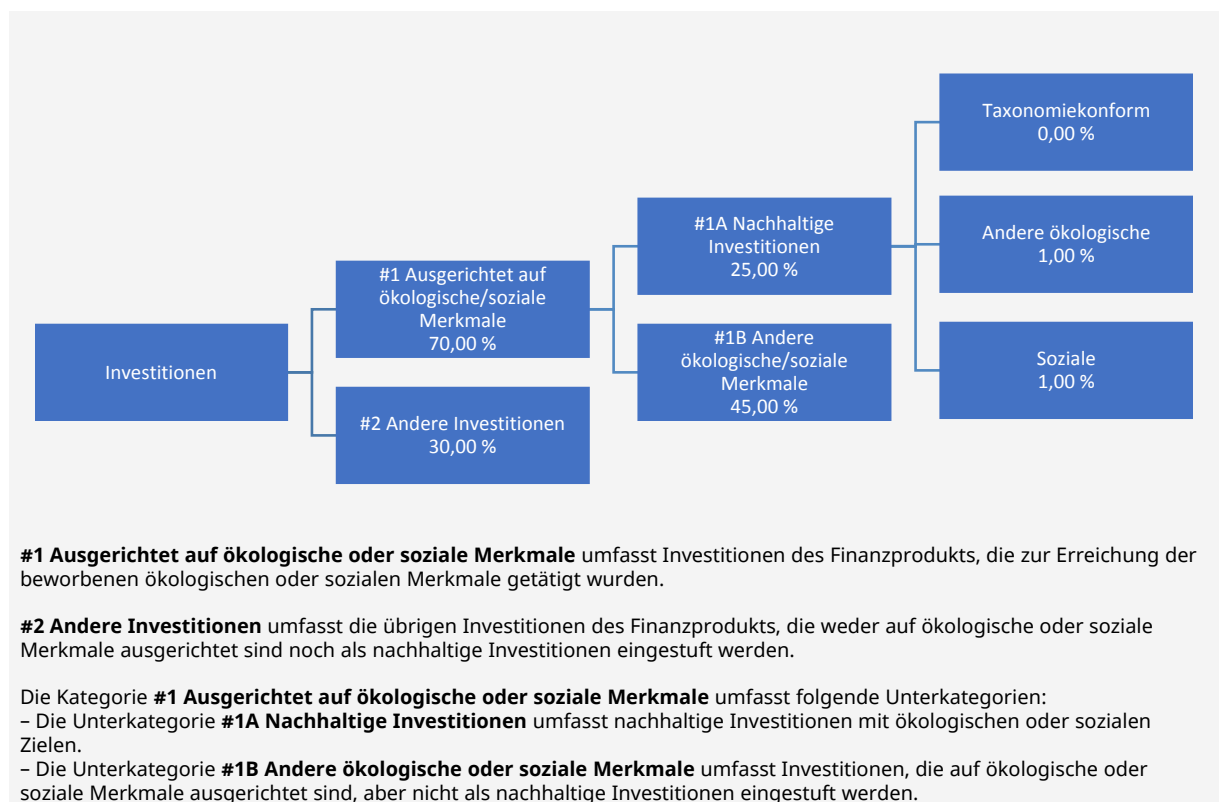 Investitionen
#1 Ausgerichtet auf
ökologische/soziale
Merkmale
70,00 %
#2 Andere Investitionen
30,00 %
#1A Nachhaltige
Investitionen
25,00 %
#1B Andere
ökologische/soziale
Merkmale
45,00 %
Taxonomiekonform
0,00 %
Andere ökologische
1,00 %
Soziale
1,00 %
#1 Ausgerichtet auf ökologische oder soziale Merkmale umfasst Investitionen des Finanzprodukts, die zur Erreichung der
beworbenen ökologischen oder sozialen Merkmale getätigt wurden.
#2 Andere Investitionen umfasst die übrigen Investitionen des Finanzprodukts, die weder auf ökologische oder soziale
Merkmale ausgerichtet sind noch als nachhaltige Investitionen eingestuft werden.
Die Kategorie #1 Ausgerichtet auf ökologische oder soziale Merkmale umfasst folgende Unterkategorien:
– Die Unterkategorie #1A Nachhaltige Investitionen umfasst nachhaltige Investitionen mit ökologischen oder sozialen
Zielen.
– Die Unterkategorie #1B Andere ökologische oder soziale Merkmale umfasst Investitionen, die auf ökologische oder
soziale Merkmale ausgerichtet sind, aber nicht als nachhaltige Investitionen eingestuft werden.